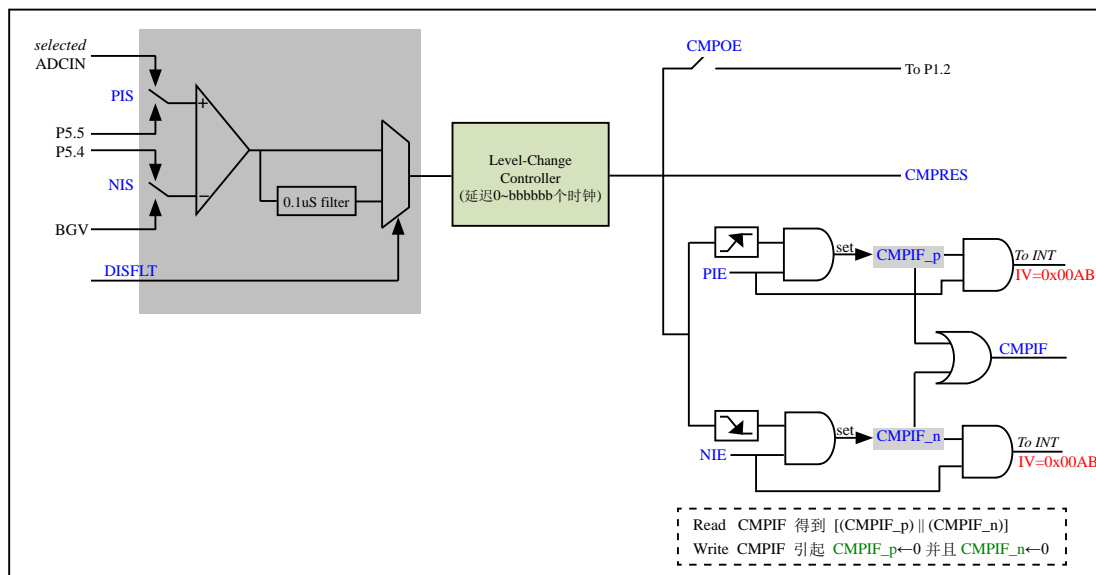 selected
ADCIN
PIS
P5.5
P5.4
NIS
BGV
DISFLT
+
−
0.1uS filter
Level-Change
Controller
(延迟0~bbbbbb个时钟)
CMPOE
To P1.2
CMPRES
set
CMPIF_p
To INT
IV=0x00AB
PIE
CMPIF
set
CMPIF_n
To INT
IV=0x00AB
NIE
Read CMPIF 得到 [(CMPIF_p) || (CMPIF_n)]
Write CMPIF 引起 CMPIF_p←0 并且 CMPIF_n←0